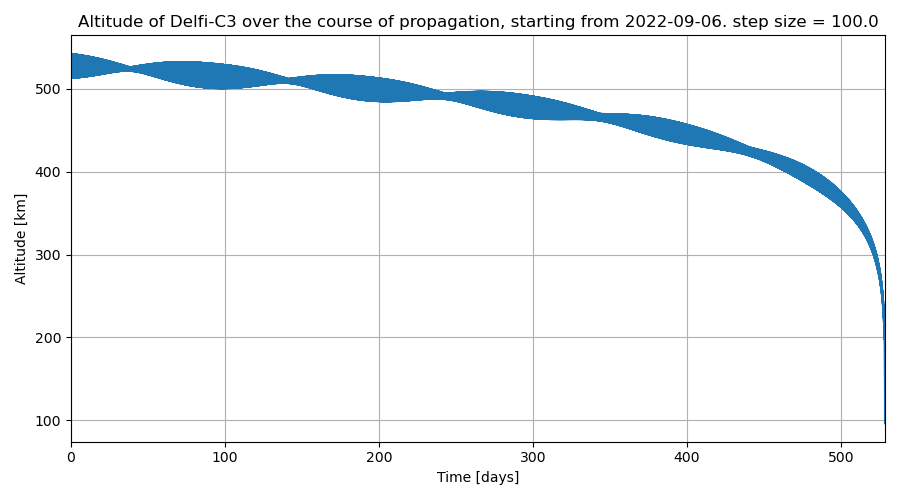 Altitude of Delfi-C3 over the course of propagation, starting from 2022-09-06. step size = 100.0
500
400
300
200
100
Altitude [km]
0 100 200 300 400 500
Time [days]